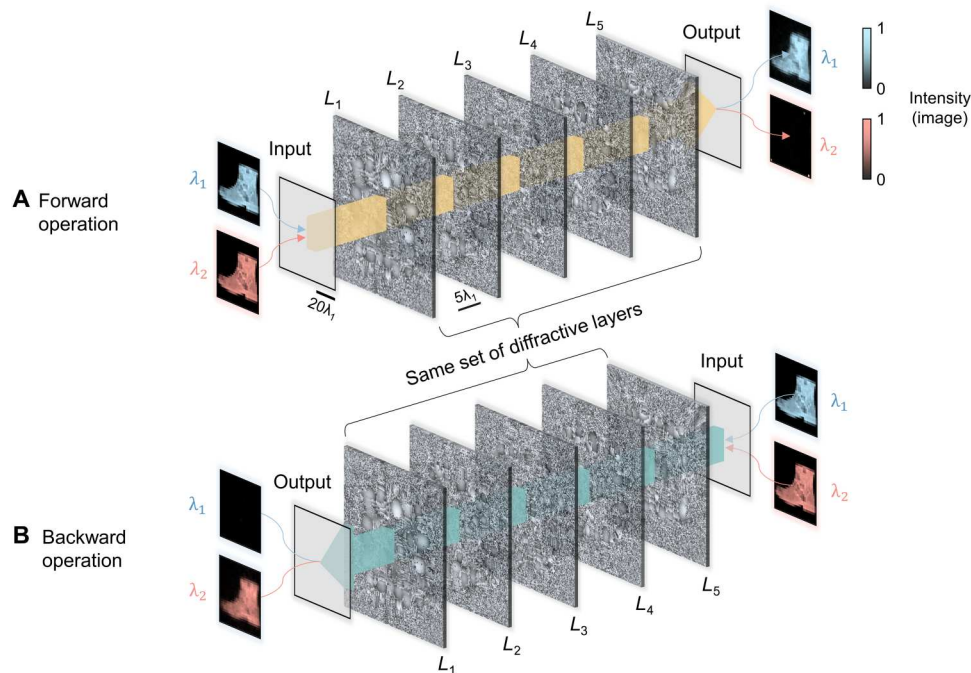 L5
Output
L4
λ1
1
L3
L2
0
Intensity
(image)
L1
1
Input
λ2
0
λ1
A Forward
operation
λ2
20λ1
5λ1
Same set of diffractive layers
Input
λ1
Output
λ1
λ2
B Backward
operation
λ2
L5
L4
L3
L2
L1